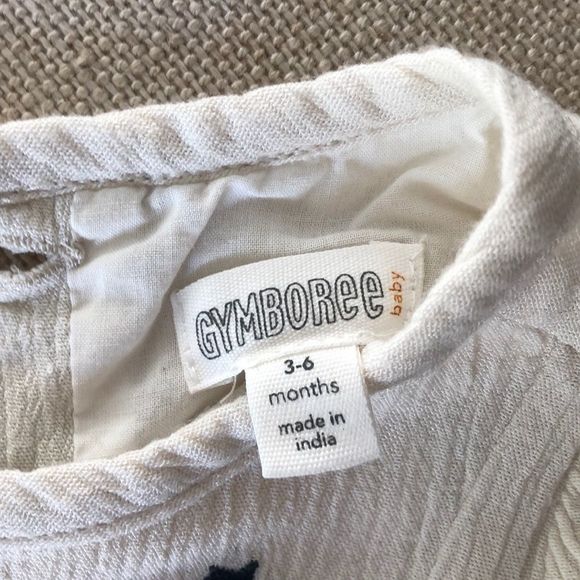 GYMBOREE baby
3-6
months
made in
india